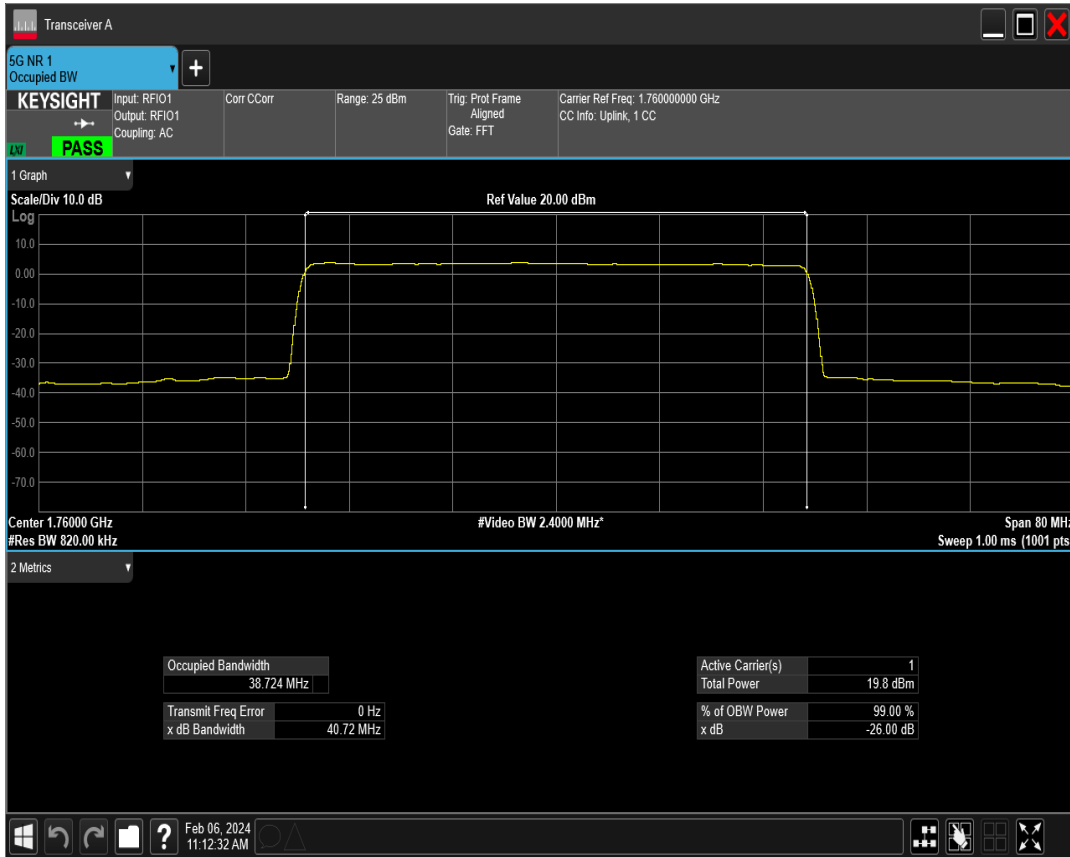 Transceiver A
5G NR 1
Occupied BW
+
KEYSIGHT
LXI
PASS
Input: RFIO1
Output: RFIO1
Coupling: AC
Corr CCorr
Range: 25 dBm
Trig: Prot Frame
Aligned
Gate: FFT
Carrier Ref Freq: 1.760000000 GHz
CC Info: Uplink, 1 CC
1 Graph
Scale/Div 10.0 dB
Ref Value 20.00 dBm
Log
10.0
0.00
-10.0
-20.0
-30.0
-40.0
-50.0
-60.0
-70.0
Center 1.76000 GHz
#Video BW 2.4000 MHz*
Span 80 MHz
#Res BW 820.00 kHz
Sweep 1.00 ms (1001 pts
2 Metrics
Occupied Bandwidth
38.724 MHz
Transmit Freq Error 0 Hz
x dB Bandwidth 40.72 MHz
Active Carrier(s) 1
Total Power 19.8 dBm
% of OBW Power 99.00 %
x dB -26.00 dB
?
Feb 06, 2024
11:12:32 AM